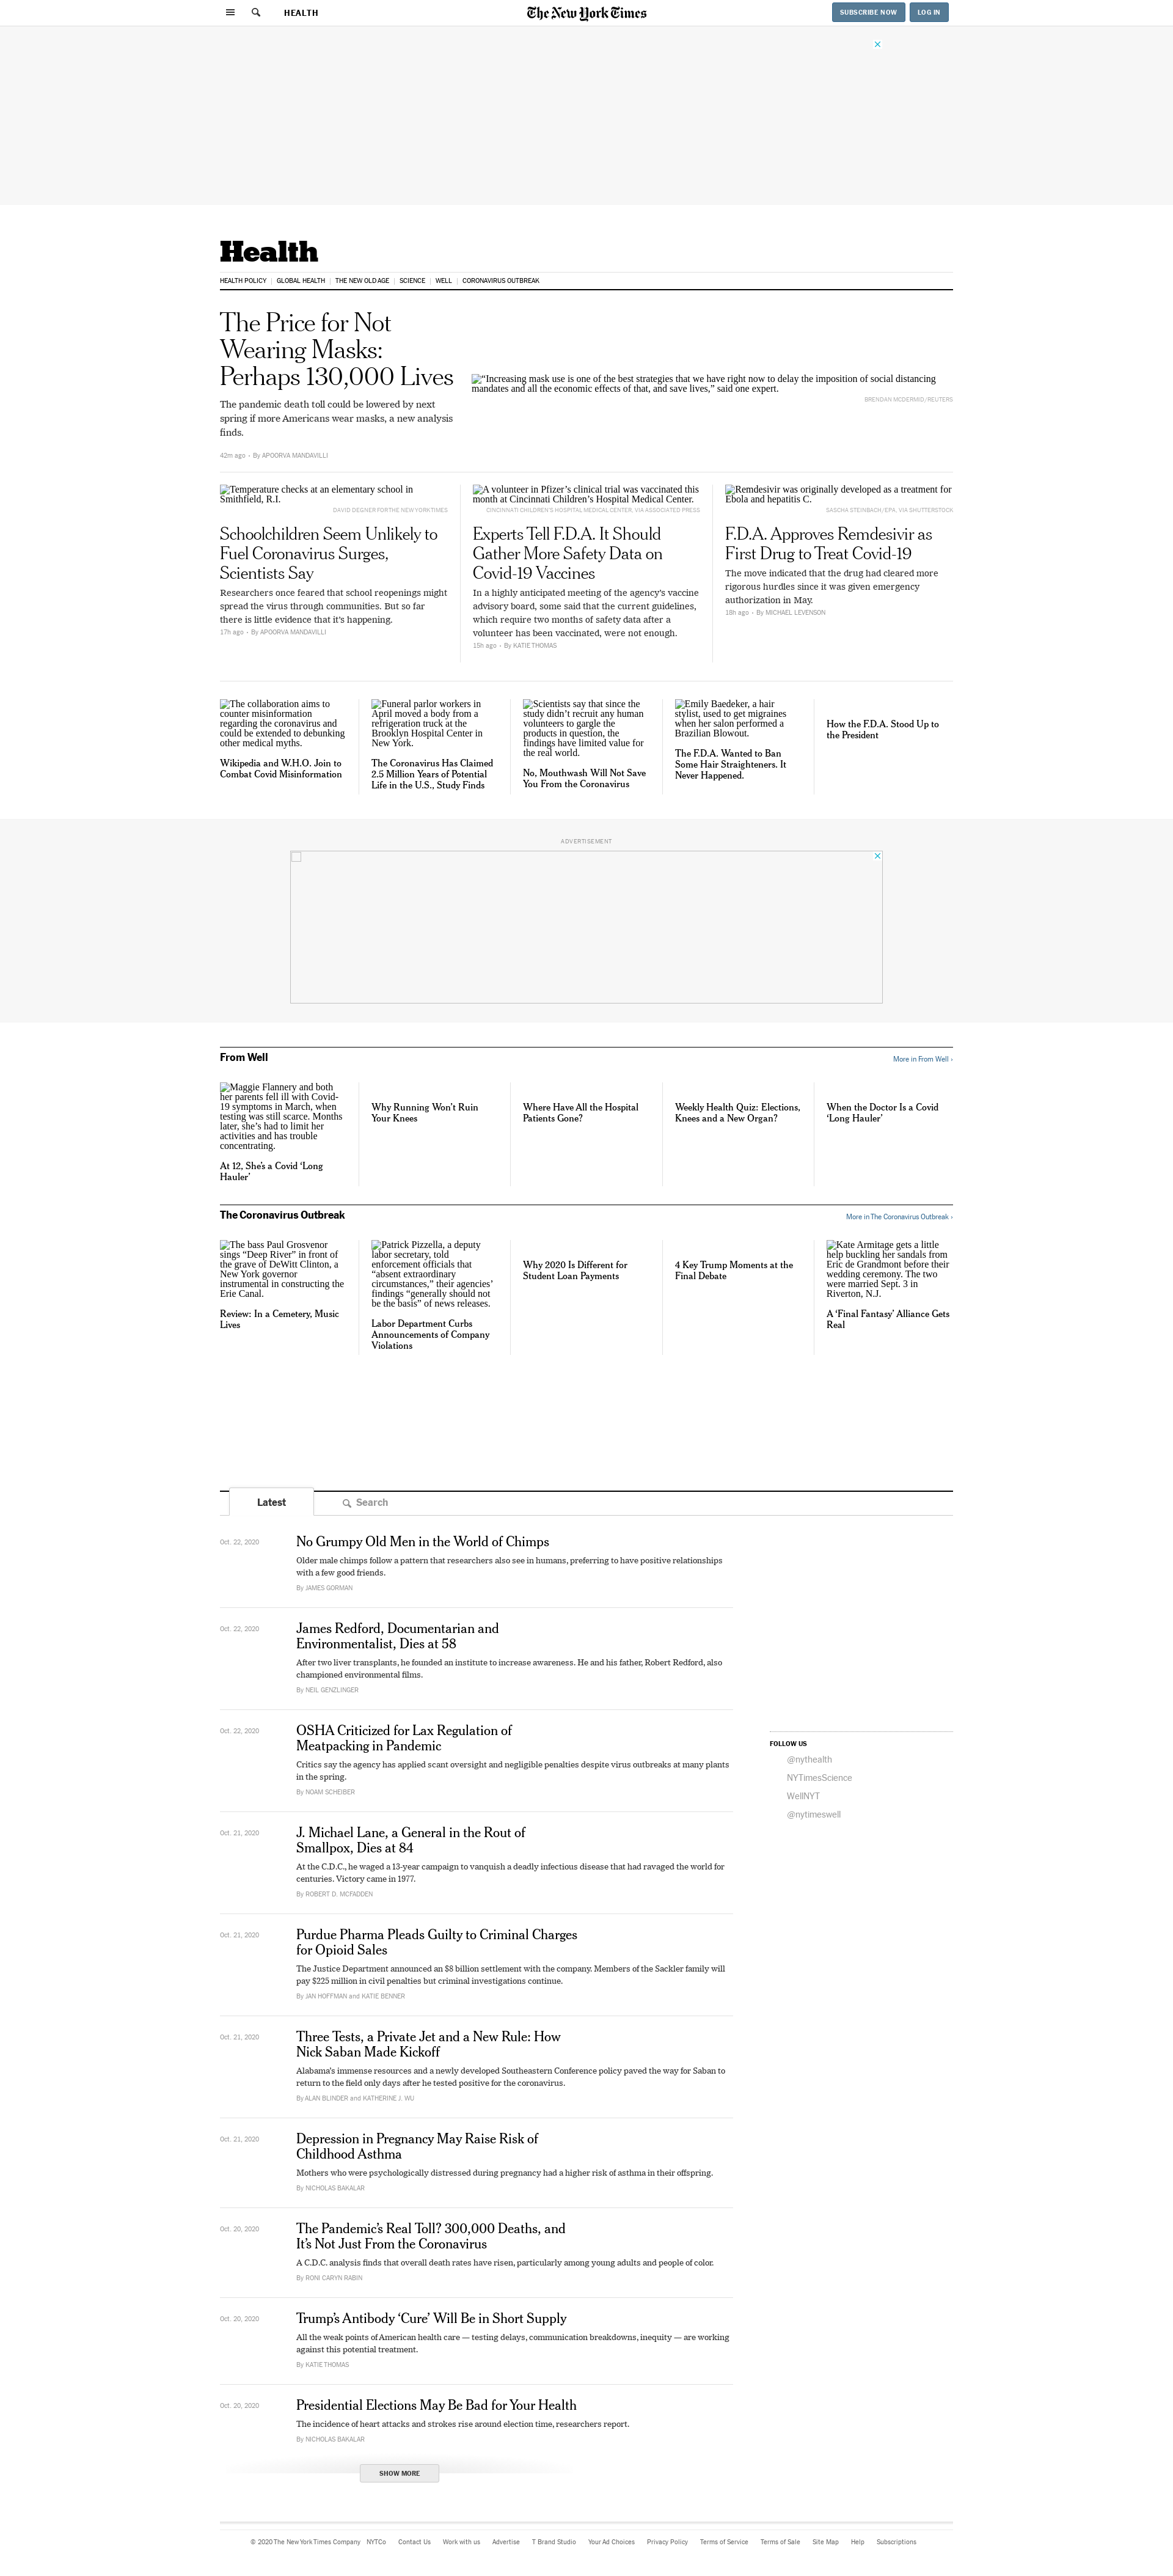 HEALTH
The New York Times
SUBSCRIBE NOW
LOG IN
Health
HEALTH POLICY | GLOBAL HEALTH | THE NEW OLD AGE | SCIENCE | WELL | CORONAVIRUS OUTBREAK
The Price for Not
Wearing Masks:
Perhaps 130,000 Lives
The pandemic death toll could be lowered by next
spring if more Americans wear masks, a new analysis
finds.
42m ago • By APOORVA MANDAVILLI
“Increasing mask use is one of the best strategies that we have right now to delay the imposition of social distancing
mandates and all the economic effects of that, and save lives,” said one expert.
BRENDAN MCDERMID/REUTERS
Temperature checks at an elementary school in
Smithfield, R.I.
DAVID DEGNER FOR THE NEW YORK TIMES
Schoolchildren Seem Unlikely to
Fuel Coronavirus Surges,
Scientists Say
Researchers once feared that school reopenings might
spread the virus through communities. But so far
there is little evidence that it’s happening.
17h ago • By APOORVA MANDAVILLI
A volunteer in Pfizer’s clinical trial was vaccinated this
month at Cincinnati Children’s Hospital Medical Center.
CINCINNATI CHILDREN’S HOSPITAL MEDICAL CENTER, VIA ASSOCIATED PRESS
Experts Tell F.D.A. It Should
Gather More Safety Data on
Covid-19 Vaccines
In a highly anticipated meeting of the agency’s vaccine
advisory board, some said that the current guidelines,
which require two months of safety data after a
volunteer has been vaccinated, were not enough.
15h ago • By KATIE THOMAS
Remdesivir was originally developed as a treatment for
Ebola and hepatitis C.
SASCHA STEINBACH/EPA, VIA SHUTTERSTOCK
F.D.A. Approves Remdesivir as
First Drug to Treat Covid-19
The move indicated that the drug had cleared more
rigorous hurdles since it was given emergency
authorization in May.
18h ago • By MICHAEL LEVENSON
The collaboration aims to
counter misinformation
regarding the coronavirus and
could be extended to debunking
other medical myths.
Wikipedia and W.H.O. Join to
Combat Covid Misinformation
Funeral parlor workers in
April moved a body from a
refrigeration truck at the
Brooklyn Hospital Center in
New York.
The Coronavirus Has Claimed
2.5 Million Years of Potential
Life in the U.S., Study Finds
Scientists say that since the
study didn’t recruit any human
volunteers to gargle the
products in question, the
findings have limited value for
the real world.
No, Mouthwash Will Not Save
You From the Coronavirus
Emily Baedeker, a hair
stylist, used to get migraines
when her salon performed a
Brazilian Blowout.
The F.D.A. Wanted to Ban
Some Hair Straighteners. It
Never Happened.
How the F.D.A. Stood Up to
the President
ADVERTISEMENT
From Well
More in From Well ›
Maggie Flannery and both
her parents fell ill with Covid-
19 symptoms in March, when
testing was still scarce. Months
later, she’s had to limit her
activities and has trouble
concentrating.
At 12, She’s a Covid ‘Long
Hauler’
Why Running Won’t Ruin
Your Knees
Where Have All the Hospital
Patients Gone?
Weekly Health Quiz: Elections,
Knees and a New Organ?
When the Doctor Is a Covid
‘Long Hauler’
The Coronavirus Outbreak
More in The Coronavirus Outbreak ›
The bass Paul Grosvenor
sings “Deep River” in front of
the grave of DeWitt Clinton, a
New York governor
instrumental in constructing the
Erie Canal.
Review: In a Cemetery, Music
Lives
Patrick Pizzella, a deputy
labor secretary, told
enforcement officials that
“absent extraordinary
circumstances,” their agencies’
findings “generally should not
be the basis” of news releases.
Labor Department Curbs
Announcements of Company
Violations
Why 2020 Is Different for
Student Loan Payments
4 Key Trump Moments at the
Final Debate
Kate Armitage gets a little
help buckling her sandals from
Eric de Grandmont before their
wedding ceremony. The two
were married Sept. 3 in
Riverton, N.J.
A ‘Final Fantasy’ Alliance Gets
Real
Latest
Search
Oct. 22, 2020
No Grumpy Old Men in the World of Chimps
Older male chimps follow a pattern that researchers also see in humans, preferring to have positive relationships
with a few good friends.
By JAMES GORMAN
Oct. 22, 2020
James Redford, Documentarian and
Environmentalist, Dies at 58
After two liver transplants, he founded an institute to increase awareness. He and his father, Robert Redford, also
championed environmental films.
By NEIL GENZLINGER
Oct. 22, 2020
OSHA Criticized for Lax Regulation of
Meatpacking in Pandemic
Critics say the agency has applied scant oversight and negligible penalties despite virus outbreaks at many plants
in the spring.
By NOAM SCHEIBER
Oct. 21, 2020
J. Michael Lane, a General in the Rout of
Smallpox, Dies at 84
At the C.D.C., he waged a 13-year campaign to vanquish a deadly infectious disease that had ravaged the world for
centuries. Victory came in 1977.
By ROBERT D. MCFADDEN
Oct. 21, 2020
Purdue Pharma Pleads Guilty to Criminal Charges
for Opioid Sales
The Justice Department announced an $8 billion settlement with the company. Members of the Sackler family will
pay $225 million in civil penalties but criminal investigations continue.
By JAN HOFFMAN and KATIE BENNER
Oct. 21, 2020
Three Tests, a Private Jet and a New Rule: How
Nick Saban Made Kickoff
Alabama’s immense resources and a newly developed Southeastern Conference policy paved the way for Saban to
return to the field only days after he tested positive for the coronavirus.
By ALAN BLINDER and KATHERINE J. WU
Oct. 21, 2020
Depression in Pregnancy May Raise Risk of
Childhood Asthma
Mothers who were psychologically distressed during pregnancy had a higher risk of asthma in their offspring.
By NICHOLAS BAKALAR
Oct. 20, 2020
The Pandemic’s Real Toll? 300,000 Deaths, and
It’s Not Just From the Coronavirus
A C.D.C. analysis finds that overall death rates have risen, particularly among young adults and people of color.
By RONI CARYN RABIN
Oct. 20, 2020
Trump’s Antibody ‘Cure’ Will Be in Short Supply
All the weak points of American health care — testing delays, communication breakdowns, inequity — are working
against this potential treatment.
By KATIE THOMAS
Oct. 20, 2020
Presidential Elections May Be Bad for Your Health
The incidence of heart attacks and strokes rise around election time, researchers report.
By NICHOLAS BAKALAR
SHOW MORE
FOLLOW US
@nythealth
NYTimesScience
WellNYT
@nytimeswell
© 2020 The New York Times Company NYTCo Contact Us Work with us Advertise T Brand Studio Your Ad Choices Privacy Policy Terms of Service Terms of Sale Site Map Help Subscriptions